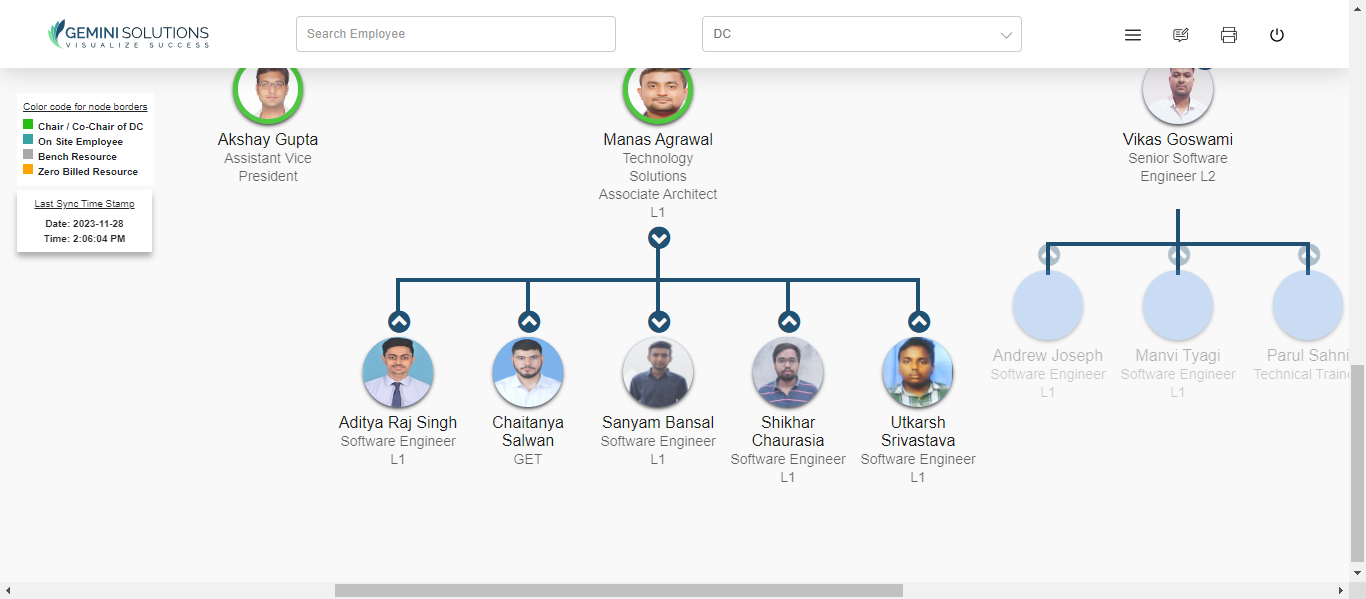 GEMINI SOLUTIONS
VISUALIZE SUCCESS
Search Employee
DC
Color code for node borders
Chair / Co-Chair of DC
On Site Employee
Bench Resource
Zero Billed Resource
Last Sync Time Stamp
Date: 2023-11-28
Time: 2:06:04 PM
Akshay Gupta
Assistant Vice
President
Manas Agrawal
Technology
Solutions
Associate Architect
L1
Vikas Goswami
Senior Software
Engineer L2
Aditya Raj Singh
Software Engineer
L1
Chaitanya
Salwan
GET
Sanyam Bansal
Software Engineer
L1
Shikhar
Chaurasia
Software Engineer
L1
Utkarsh
Srivastava
Software Engineer
L1
Andrew Joseph
Software Engineer
L1
Manvi Tyagi
Software Engineer
L1
Parul Sahni
Technical Traine